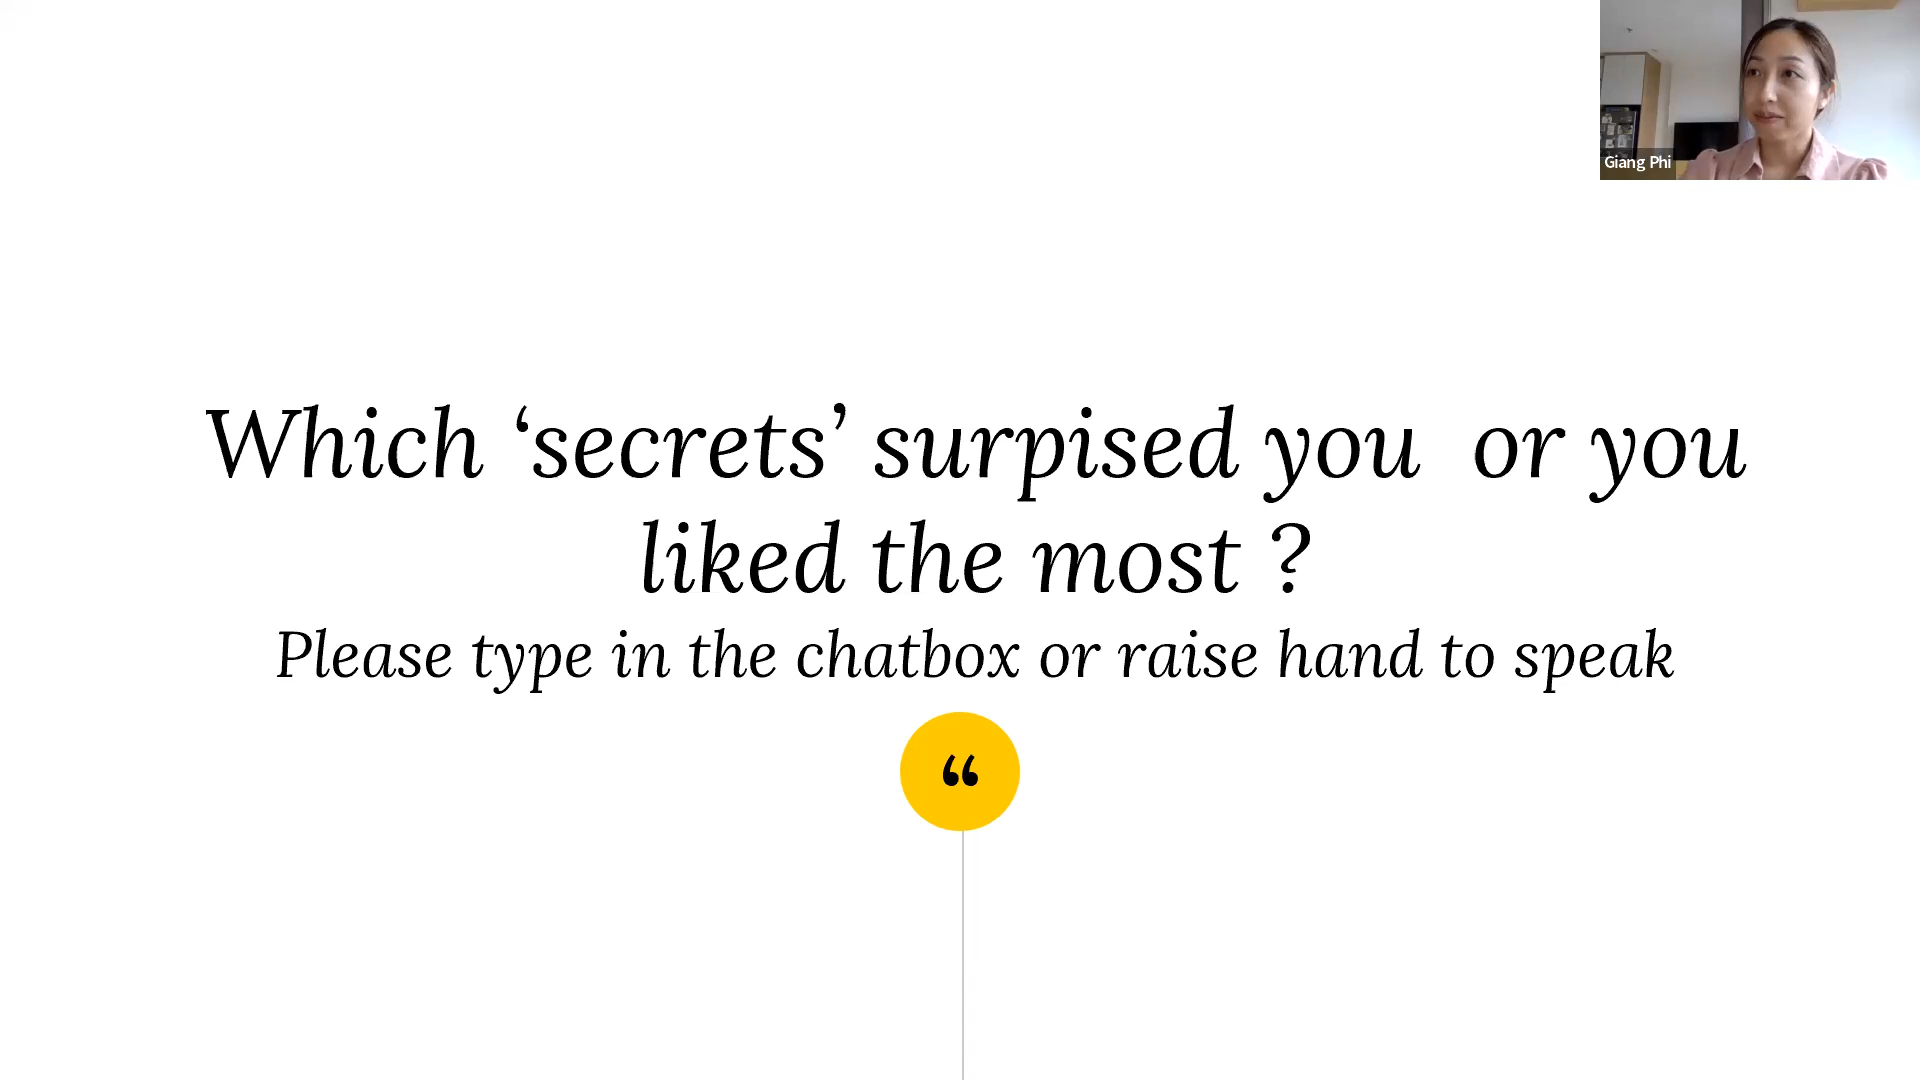 Giang Phi
Which ‘secrets’ surpised you  or you
liked the most ?
Please type in the chatbox or raise hand to speak
“